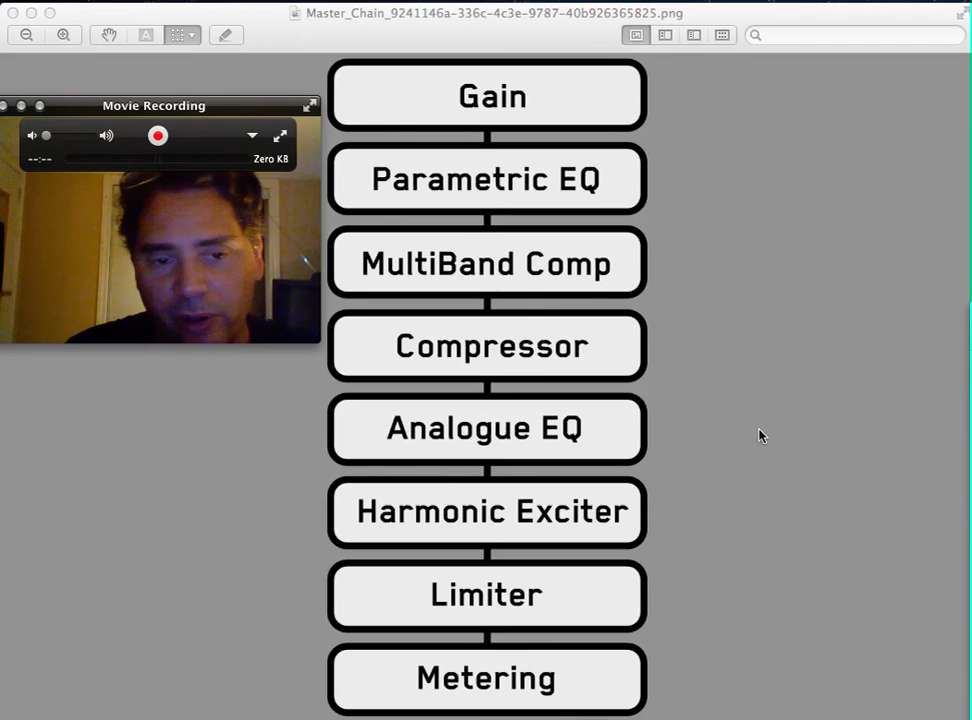 Master_Chain_9241146a-336c-4c3e-9787-40b926365825.png
Movie Recording
--:--
Zero KB
Gain
Parametric EQ
MultiBand Comp
Compressor
Analogue EQ
Harmonic Exciter
Limiter
Metering